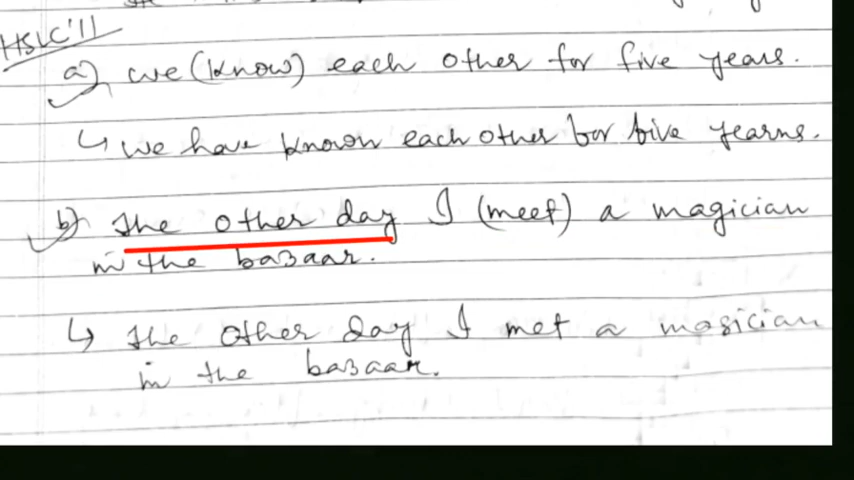 HSLC'11
a) we (know) each other for five years.
↳ we have known each other for five yearns.
b) The other day I (meet) a magician
in the bazaar.
↳ The other day I met a magician
in the bazaar.